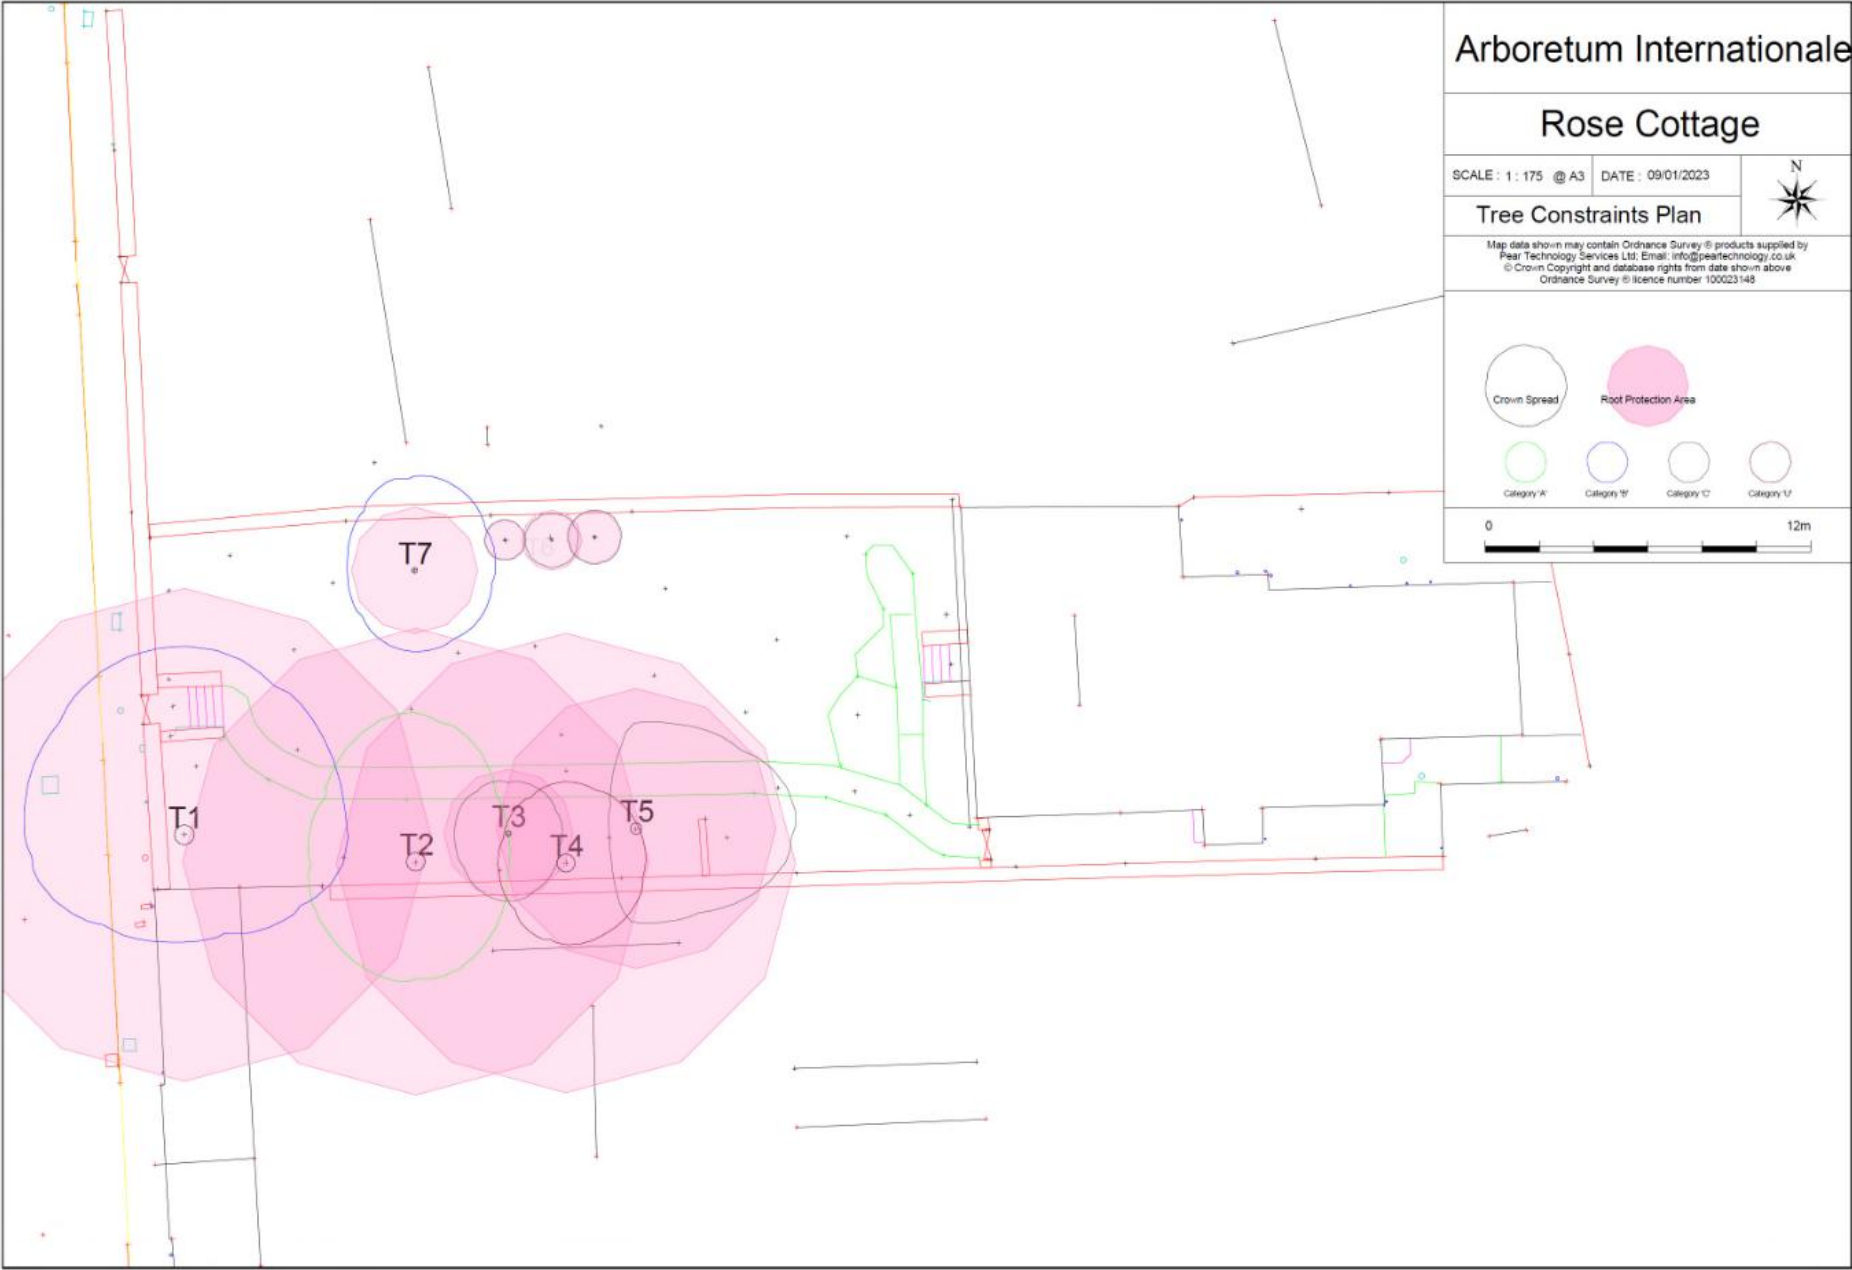 Arboretum Internationale
Rose Cottage
SCALE : 1 : 175 @ A3
DATE : 09/01/2023
N
Tree Constraints Plan
Map data shown may contain Ordnance Survey ® products supplied by
Pear Technology Services Ltd; Email: info@peartechnology.co.uk
© Crown Copyright and database rights from date shown above
Ordnance Survey ® licence number 100023148
Crown Spread
Root Protection Area
Category 'A'
Category 'B'
Category 'C'
Category 'U'
0
12m
T7
T6
T1
T2
T3
T4
T5